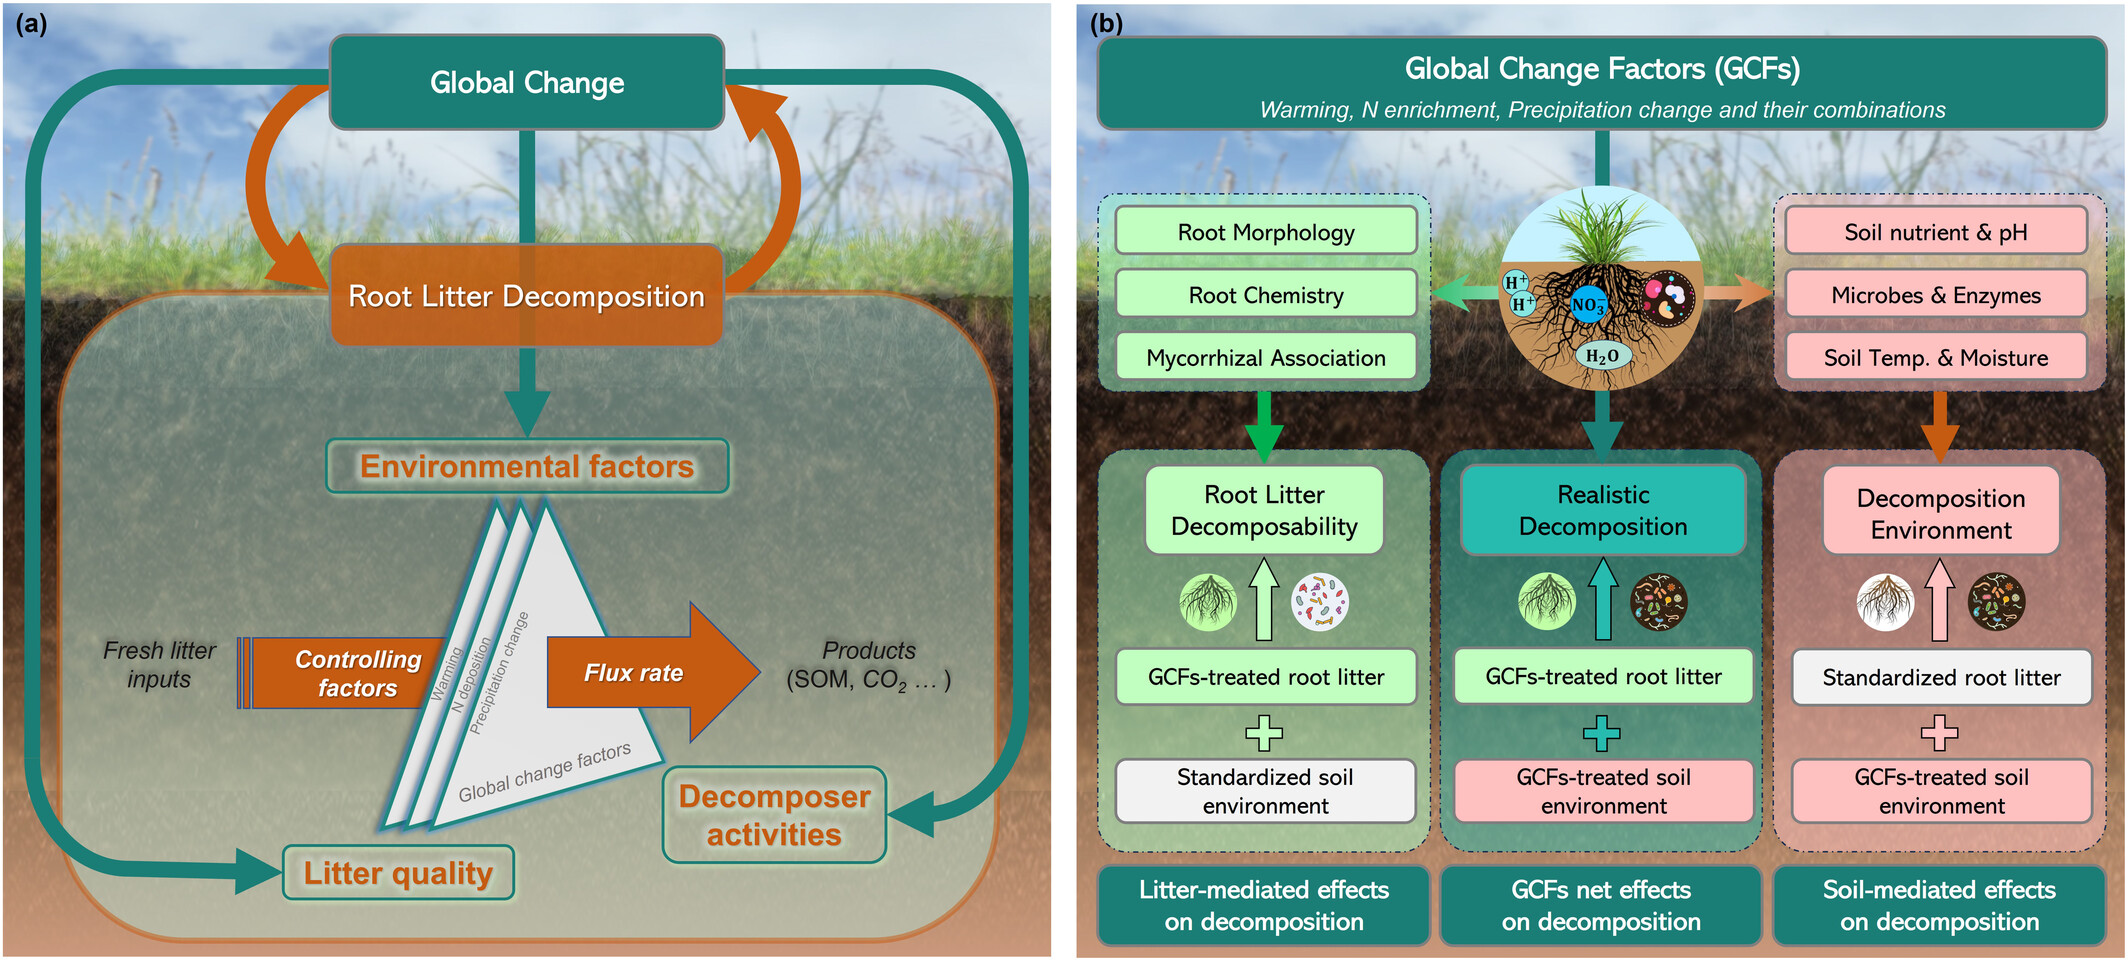 (a)
Global Change
Root Litter Decomposition
Environmental factors
Fresh litter
inputs
Controlling
factors
Warming
N deposition
Precipitation change
Global change factors
Flux rate
Products
(SOM, CO₂ … )
Decomposer
activities
Litter quality
(b)
Global Change Factors (GCFs)
Warming, N enrichment, Precipitation change and their combinations
Root Morphology
Root Chemistry
Mycorrhizal Association
H⁺
H⁺
NO₃⁻
H₂O
Soil nutrient & pH
Microbes & Enzymes
Soil Temp. & Moisture
Root Litter
Decomposability
GCFs-treated root litter
Standardized soil
environment
Litter-mediated effects
on decomposition
Realistic
Decomposition
GCFs-treated root litter
GCFs-treated soil
environment
GCFs net effects
on decomposition
Decomposition
Environment
Standardized root litter
GCFs-treated soil
environment
Soil-mediated effects
on decomposition